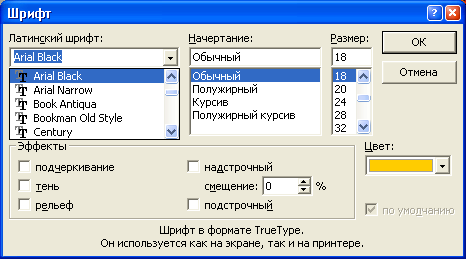 Шрифт
Латинский шрифт: Начертание: Размер:
Arial Black Обычный 18 ОК
Arial Black Обычный 18 Отмена
Arial Narrow Полужирный 20
Book Antiqua Курсив 24
Bookman Old Style Полужирный курсив 28
Century 32
Эффекты Цвет:
подчеркивание надстрочный
тень смещение: 0 %
рельеф подстрочный по умолчанию
Шрифт в формате TrueType.
Он используется как на экране, так и на принтере.